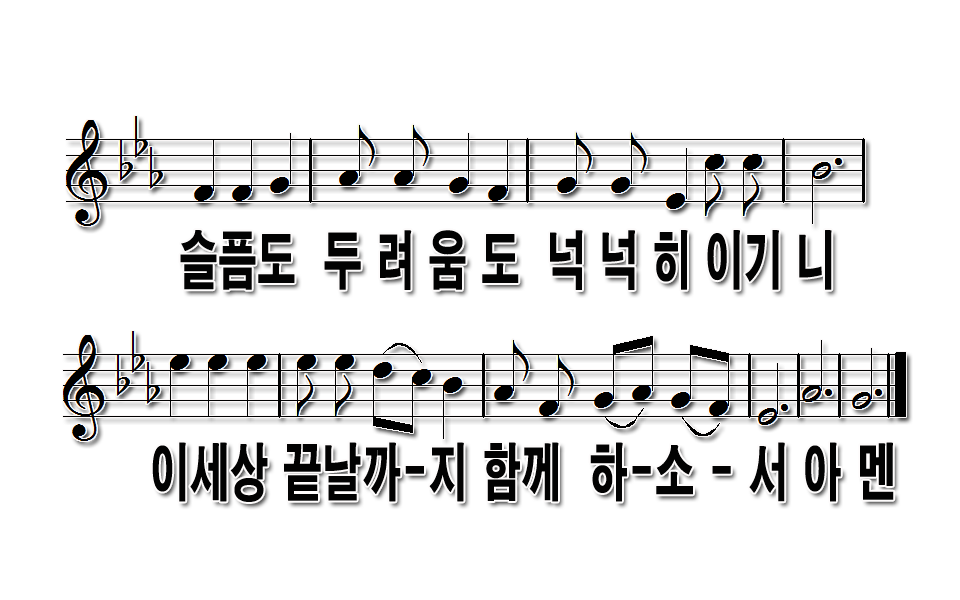 슬픔도 두 려 움 도 넉 넉 히 이기 니
이세상 끝날까-지 함께 하-소 - 서 아 멘